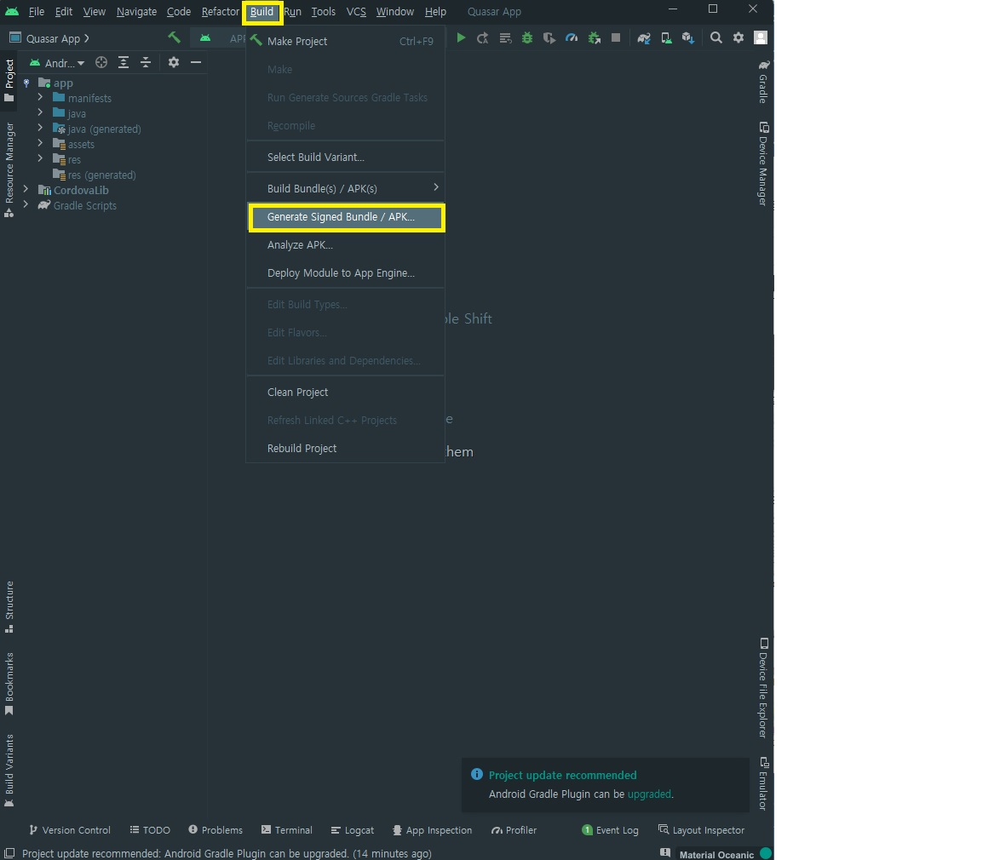 File Edit View Navigate Code Refactor Build Run Tools VCS Window Help Quasar App
Quasar App
Andr...
app
manifests
java
java (generated)
assets
res
res (generated)
CordovaLib
Gradle Scripts
Make Project Ctrl+F9
Make
Run Generate Sources Gradle Tasks
Recompile
Select Build Variant...
Build Bundle(s) / APK(s)
Generate Signed Bundle / APK...
Analyze APK...
Deploy Module to App Engine...
Edit Build Types...
Edit Flavors...
Edit Libraries and Dependencies...
Clean Project
Refresh Linked C++ Projects
Rebuild Project
Shift
Project
Resource Manager
Structure
Bookmarks
Build Variants
Gradle
Device Manager
Device File Explorer
Emulator
Project update recommended
Android Gradle Plugin can be upgraded.
Version Control TODO Problems Terminal Logcat App Inspection Profiler 1 Event Log Layout Inspector
Project update recommended: Android Gradle Plugin can be upgraded. (14 minutes ago) Material Oceanic